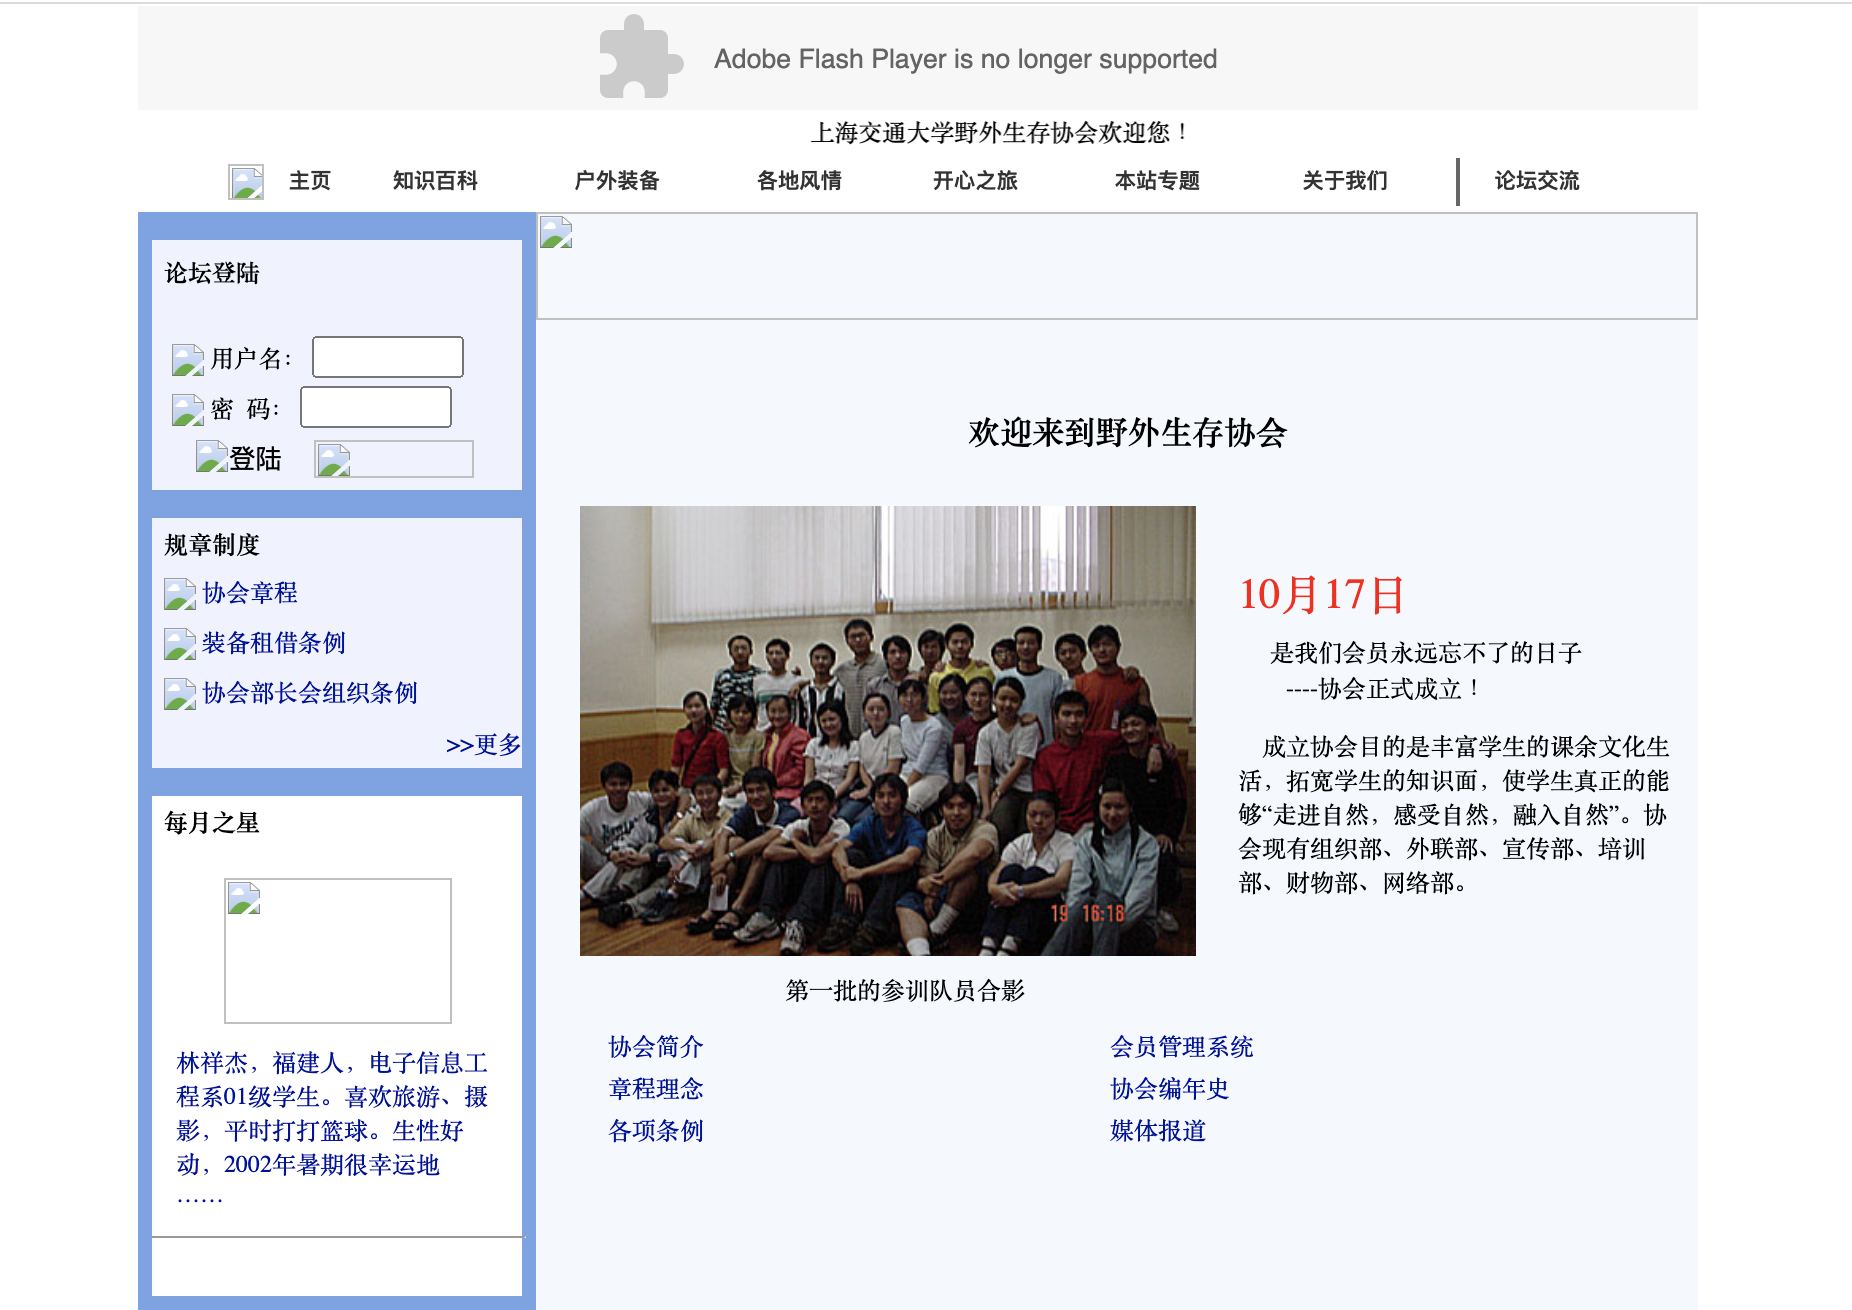 Adobe Flash Player is no longer supported
上海交通大学野外生存协会欢迎您！
主页 知识百科 户外装备 各地风情 开心之旅 本站专题 关于我们 论坛交流
论坛登陆
用户名：
密 码：
登陆
规章制度
协会章程
装备租借条例
协会部长会组织条例
>>更多
每月之星
林祥杰，福建人，电子信息工
程系01级学生。喜欢旅游、摄
影，平时打打篮球。生性好
动，2002年暑期很幸运地
……
欢迎来到野外生存协会
19 16:18
第一批的参训队员合影
10月17日
是我们会员永远忘不了的日子
----协会正式成立！
成立协会目的是丰富学生的课余文化生
活，拓宽学生的知识面，使学生真正的能
够“走进自然，感受自然，融入自然”。协
会现有组织部、外联部、宣传部、培训
部、财物部、网络部。
协会简介 会员管理系统
章程理念 协会编年史
各项条例 媒体报道